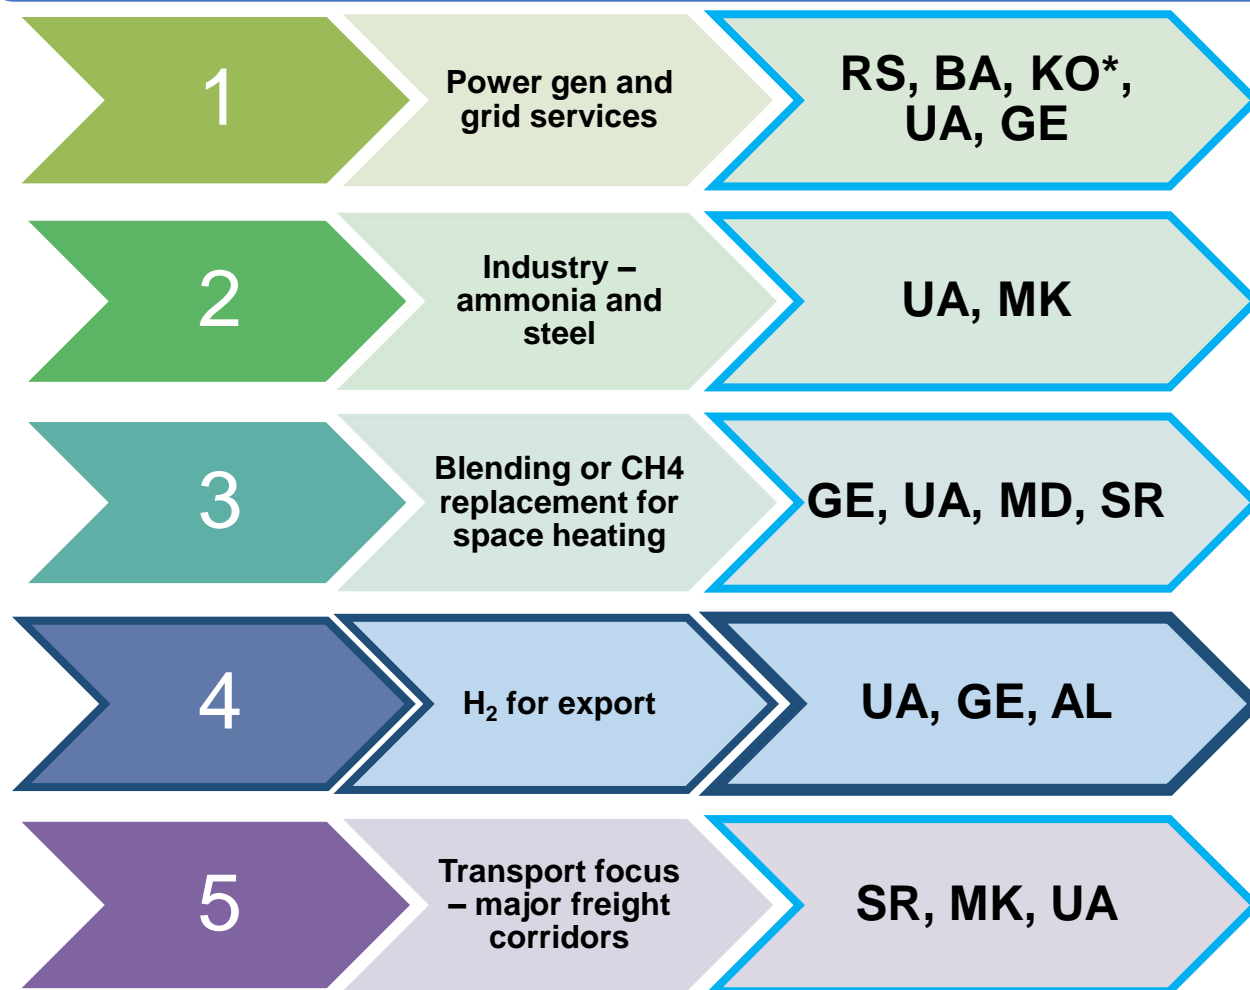 1
Power gen and
grid services
RS, BA, KO*,
UA, GE
2
Industry –
ammonia and
steel
UA, MK
3
Blending or CH4
replacement for
space heating
GE, UA, MD, SR
4
H₂ for export
UA, GE, AL
5
Transport focus
– major freight
corridors
SR, MK, UA